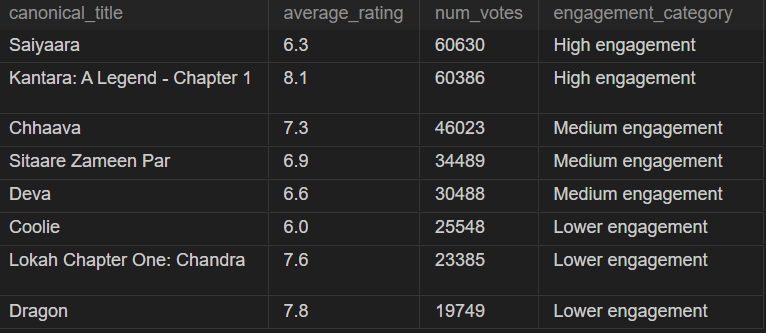 canonical_title average_rating num_votes engagement_category
Saiyaara 6.3 60630 High engagement
Kantara: A Legend - Chapter 1 8.1 60386 High engagement
Chhaava 7.3 46023 Medium engagement
Sitaare Zameen Par 6.9 34489 Medium engagement
Deva 6.6 30488 Medium engagement
Coolie 6.0 25548 Lower engagement
Lokah Chapter One: Chandra 7.6 23385 Lower engagement
Dragon 7.8 19749 Lower engagement